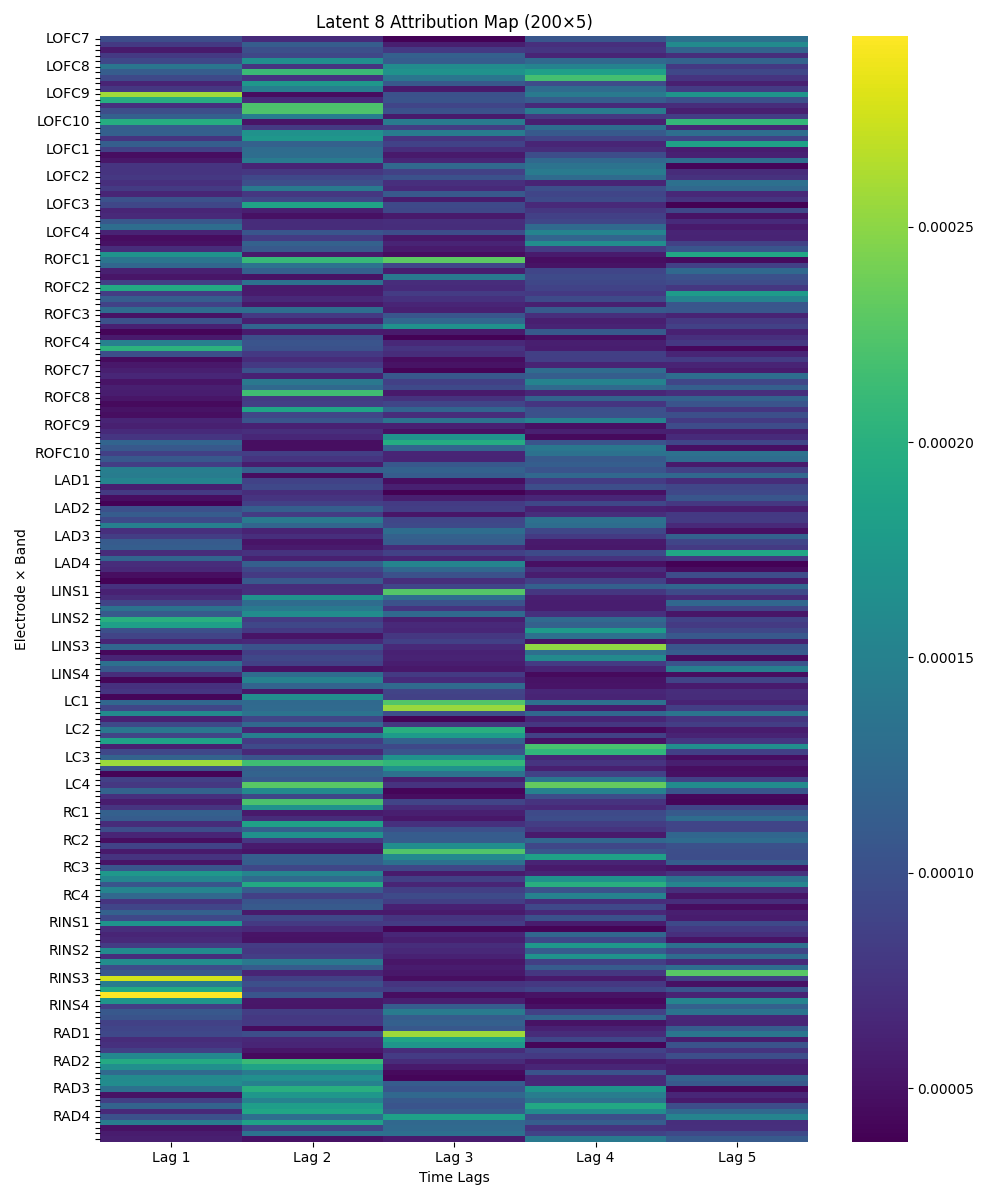 Latent 8 Attribution Map (200×5)
LOFC7
LOFC8
LOFC9
LOFC10
LOFC1
LOFC2
LOFC3
LOFC4
ROFC1
ROFC2
ROFC3
ROFC4
ROFC7
ROFC8
ROFC9
ROFC10
LAD1
LAD2
LAD3
LAD4
LINS1
LINS2
LINS3
LINS4
LC1
LC2
LC3
LC4
RC1
RC2
RC3
RC4
RINS1
RINS2
RINS3
RINS4
RAD1
RAD2
RAD3
RAD4
Electrode × Band
Lag 1 Lag 2 Lag 3 Lag 4 Lag 5
Time Lags
0.00025
0.00020
0.00015
0.00010
0.00005